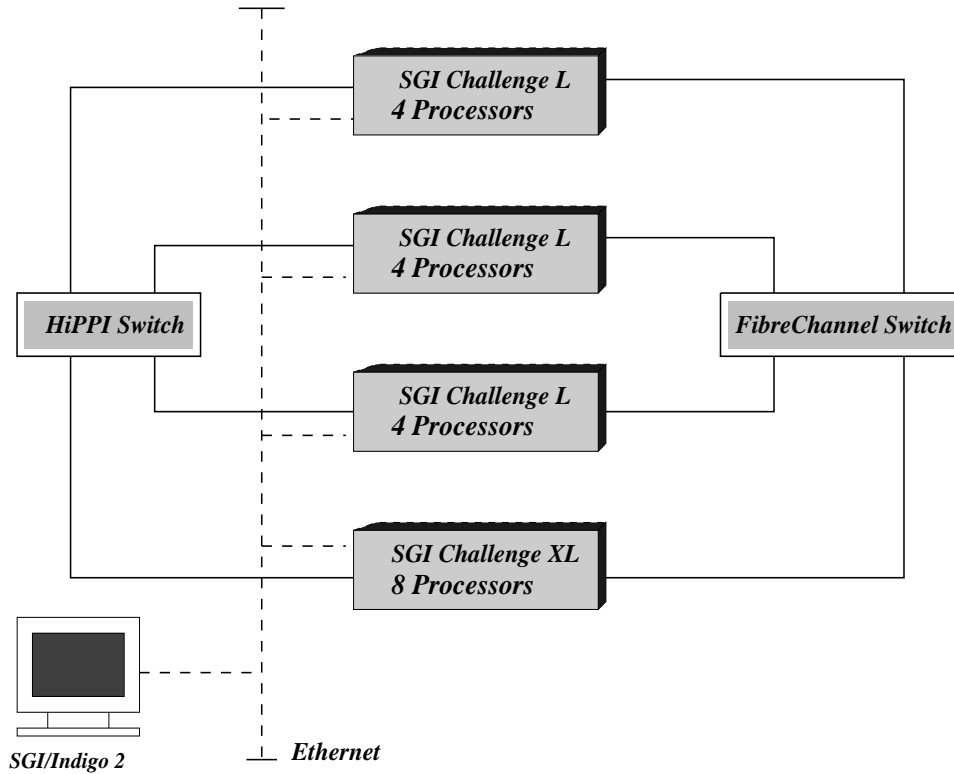 SGI Challenge L
4 Processors
SGI Challenge L
4 Processors
HiPPI Switch
FibreChannel Switch
SGI Challenge L
4 Processors
SGI Challenge XL
8 Processors
SGI/Indigo 2
Ethernet